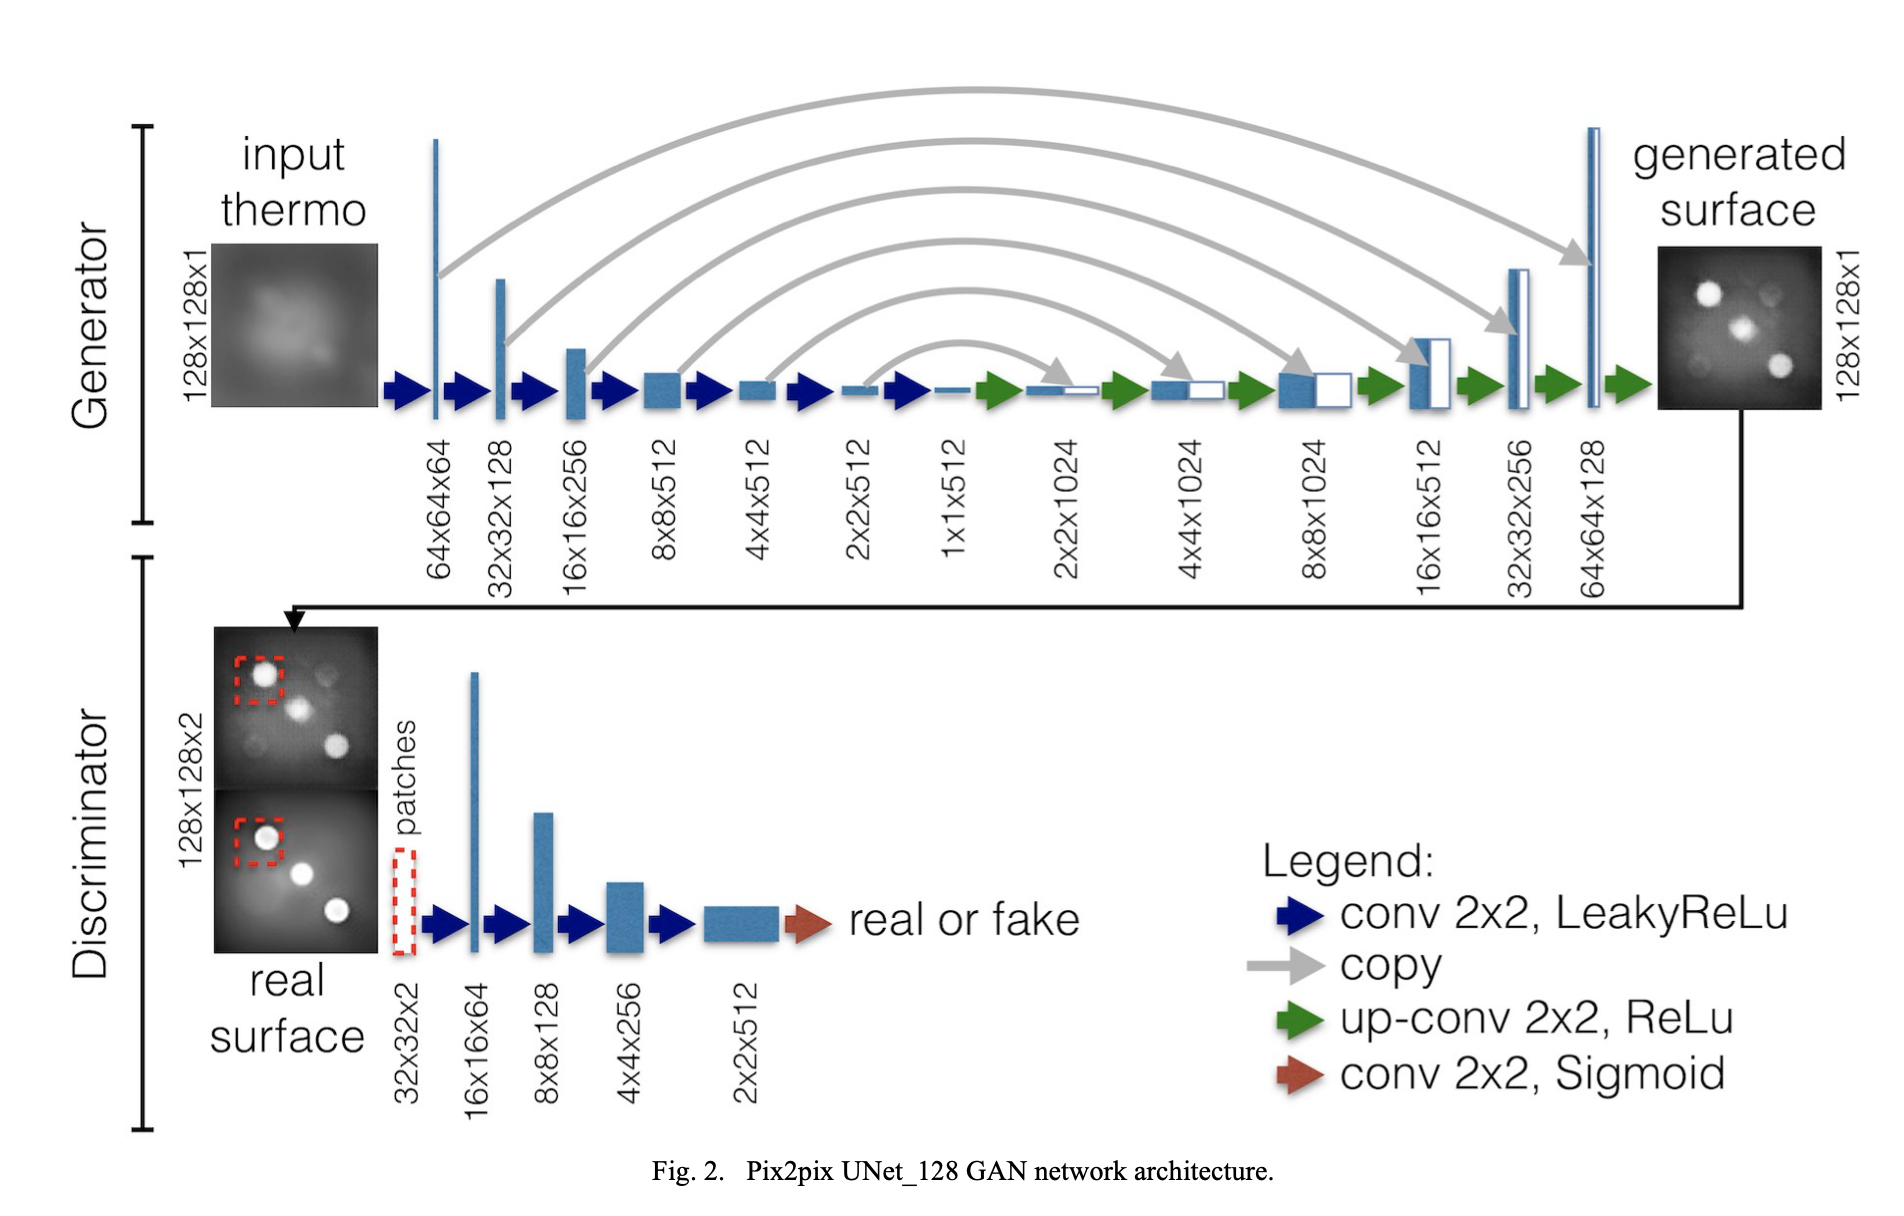 Generator
input
thermo
128x128x1
generated
surface
128x128x1
64x64x64
32x32x128
16x16x256
8x8x512
4x4x512
2x2x512
1x1x512
2x2x1024
4x4x1024
8x8x1024
16x16x512
32x32x256
64x64x128
Discriminator
128x128x2
real
surface
patches
32x32x2
16x16x64
8x8x128
4x4x256
2x2x512
real or fake
Legend:
conv 2x2, LeakyReLu
copy
up-conv 2x2, ReLu
conv 2x2, Sigmoid
Fig. 2. Pix2pix UNet_128 GAN network architecture.